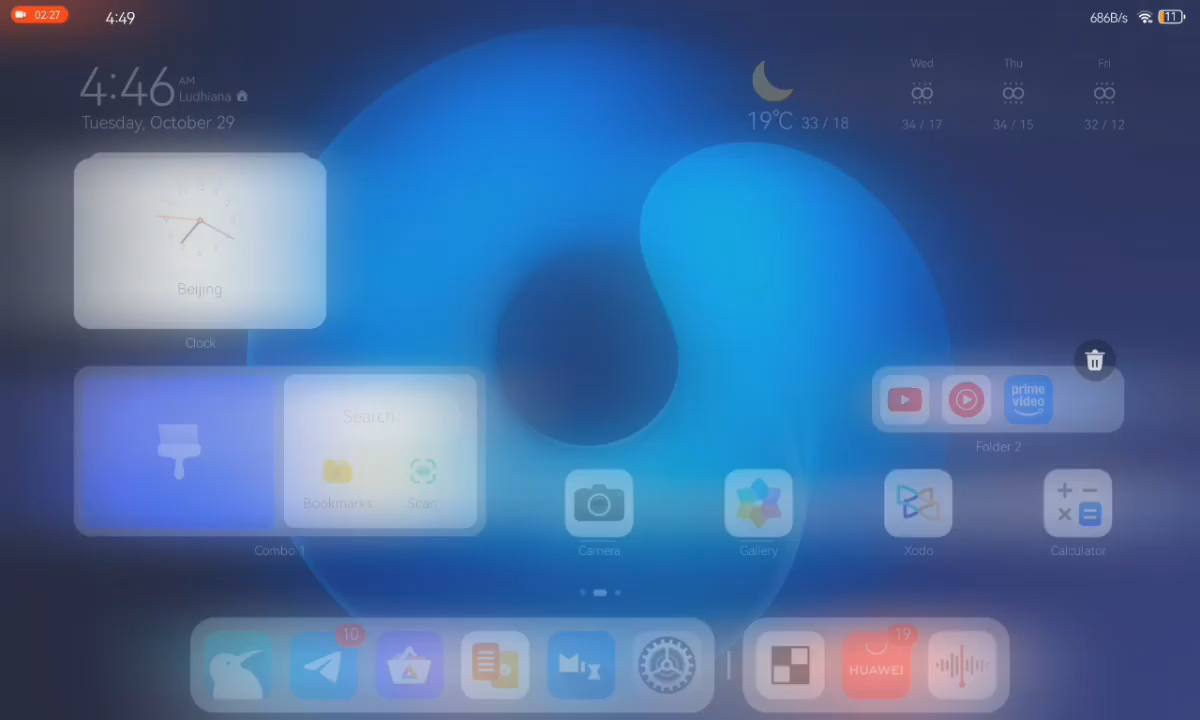 02:27
4:49
686B/s
11
4:46 AM
Ludhiana
Tuesday, October 29
19°C 33 / 18
Wed
34 / 17
Thu
34 / 15
Fri
32 / 12
Beijing
Clock
Search
Bookmarks
Scan
Combo 1
prime video
Folder 2
Camera
Gallery
Xodo
Calculator
10
19
HUAWEI